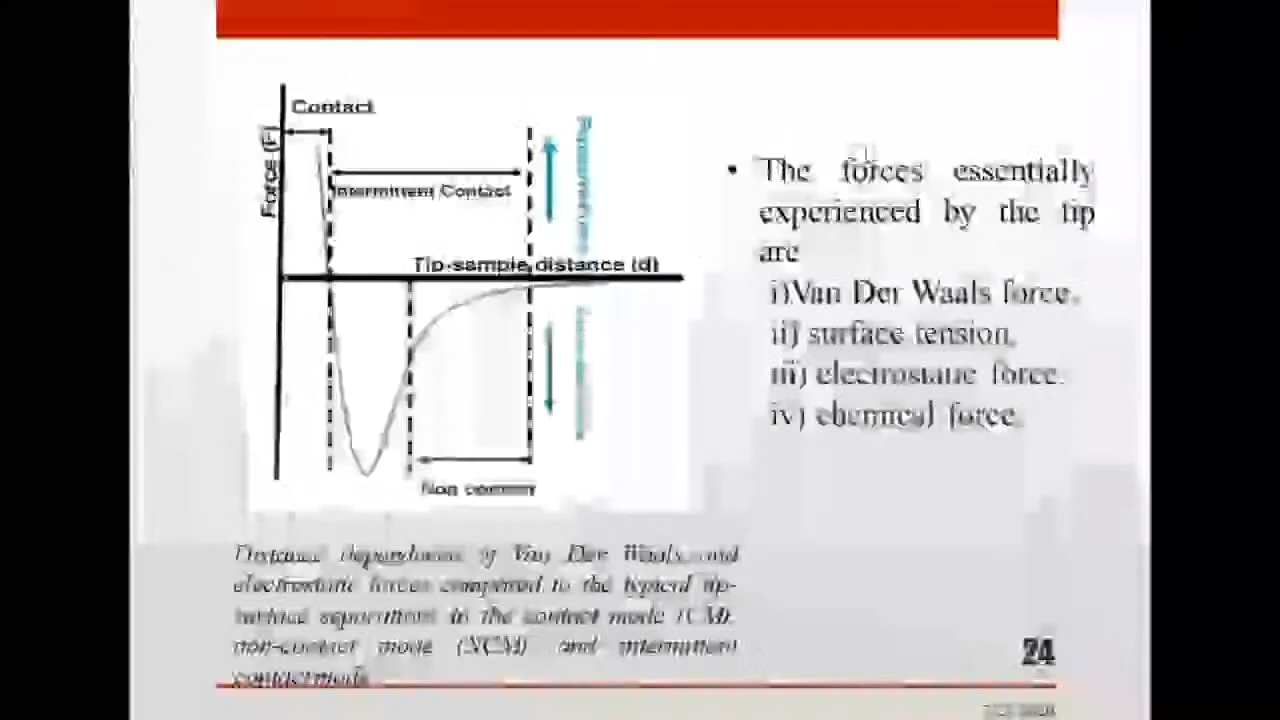 Contact
Force (F)
Intermittent Contact
Tip-sample distance (d)
Non contact
• The forces essentially
experienced by the tip
are
i)Van Der Waals force.
ii) surface tension,
iii) electrostatic force.
iv) chemical force.
Distance dependence of Van Der Waals and
electrostatic forces compared to the typical tip-
surface separations in the contact mode (CM),
non-contact mode (NCM) and intermittent
contact mode
24